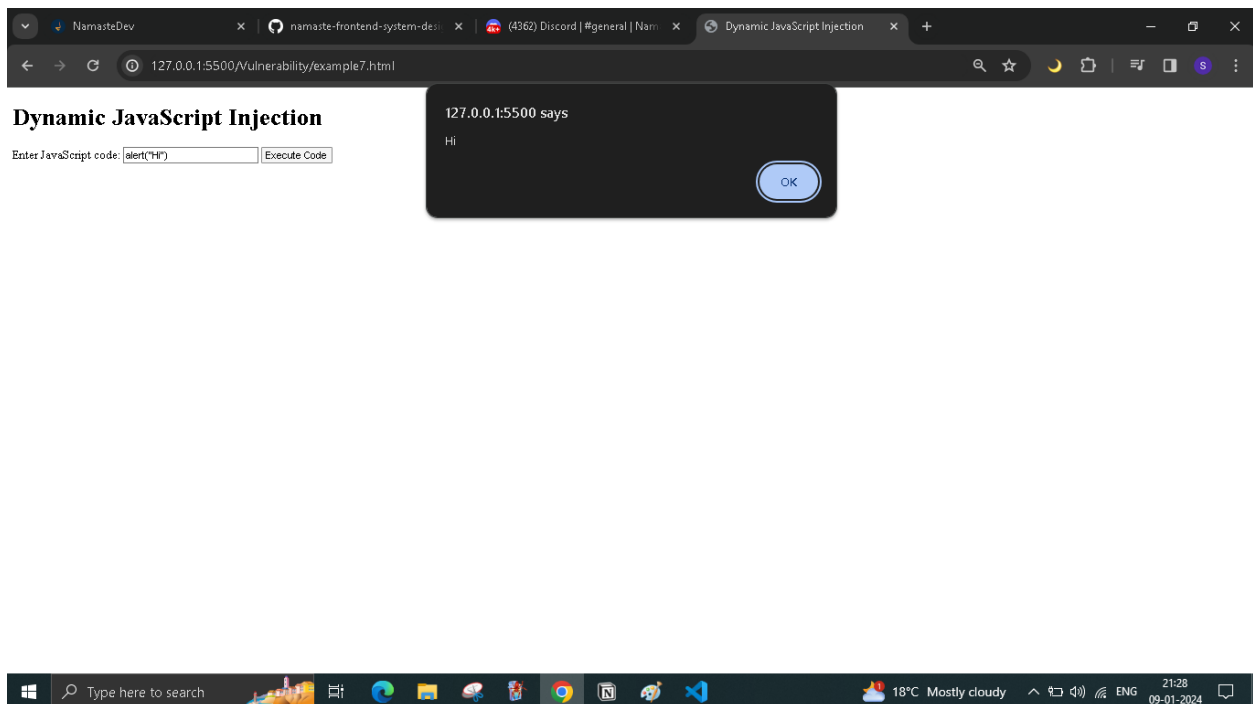 NamasteDev
namaste-frontend-system-desi
(4362) Discord | #general | Nam
Dynamic JavaScript Injection
127.0.0.1:5500/Vulnerability/example7.html
S
Dynamic JavaScript Injection
Enter JavaScript code: alert("Hi") Execute Code
127.0.0.1:5500 says
Hi
OK
Type here to search
18°C Mostly cloudy
ENG
21:28
09-01-2024